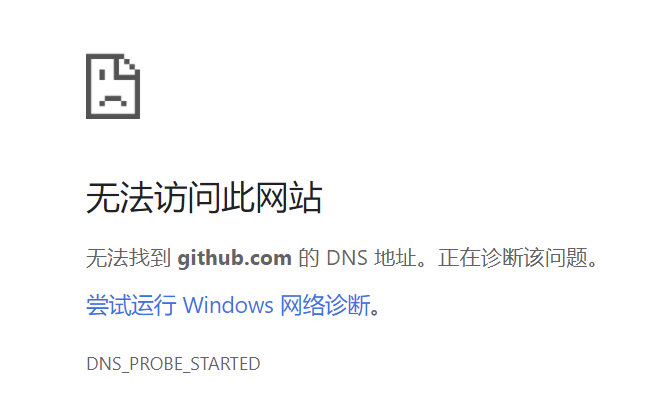 无法访问此网站
无法找到 github.com 的 DNS 地址。正在诊断该问题。
尝试运行 Windows 网络诊断。
DNS_PROBE_STARTED